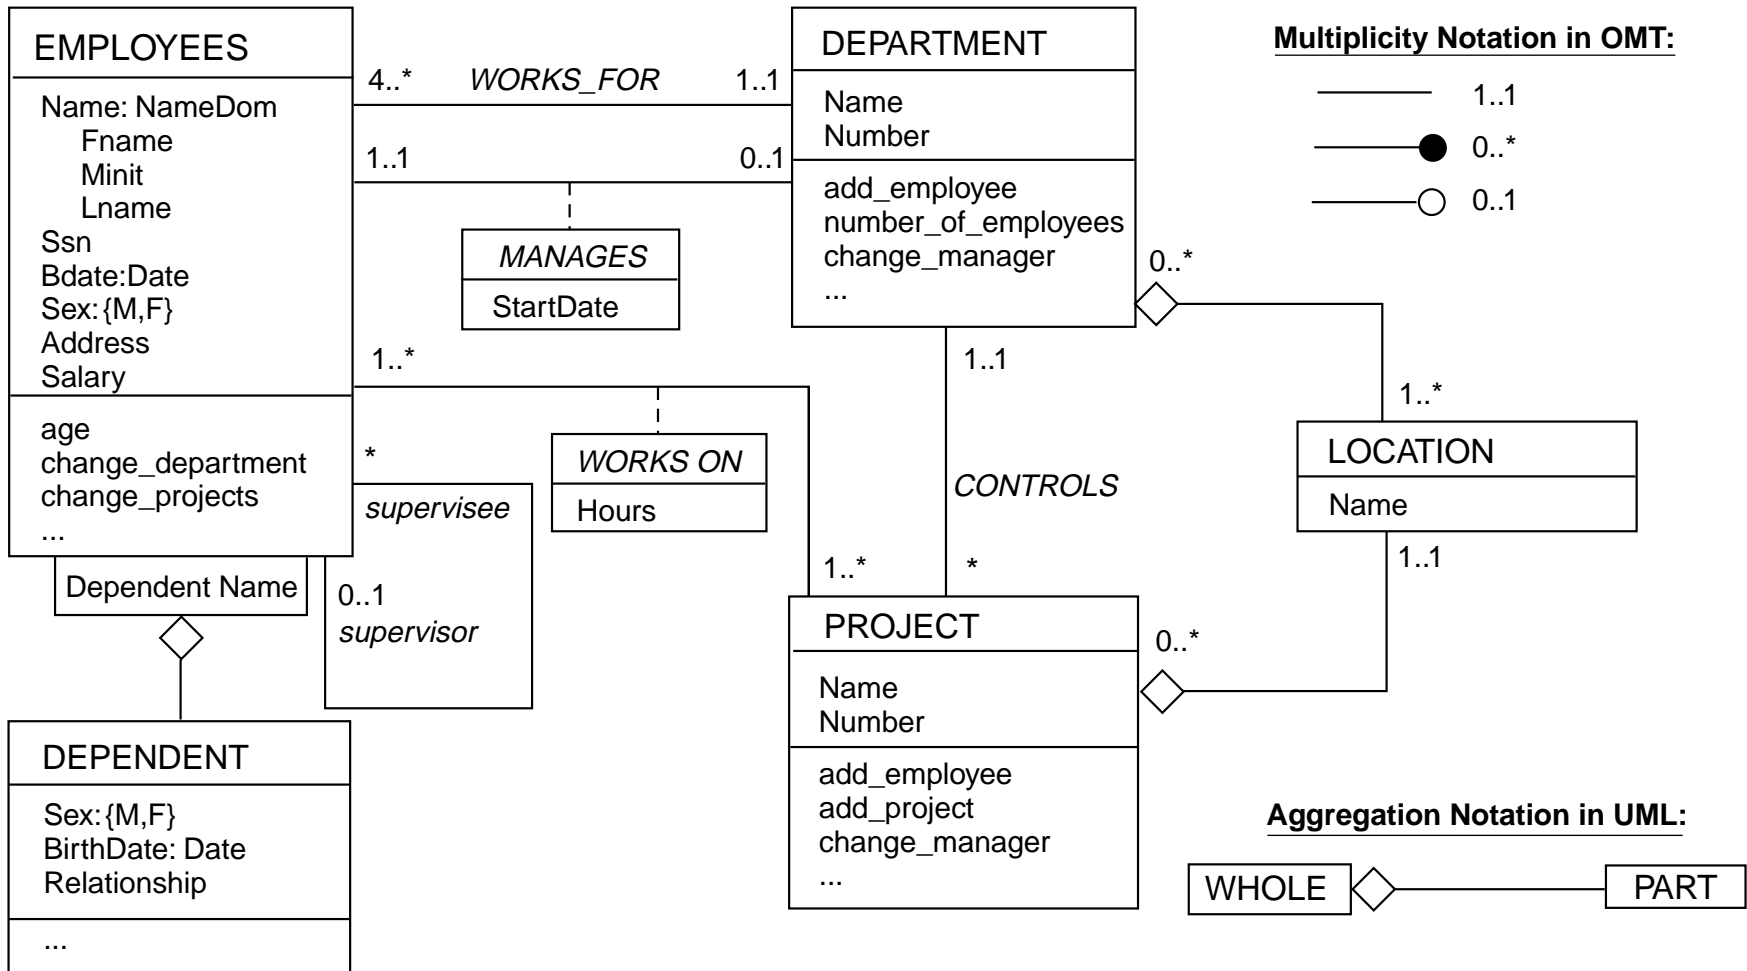 EMPLOYEES
Name: NameDom
Fname
Minit
Lname
Ssn
Bdate:Date
Sex:{M,F}
Address
Salary
age
change_department
change_projects
...
Dependent Name
DEPENDENT
Sex:{M,F}
BirthDate: Date
Relationship
...
4..*
WORKS_FOR
1..1
1..1
0..1
MANAGES
StartDate
1..*
WORKS ON
Hours
*
supervisee
0..1
supervisor
DEPARTMENT
Name
Number
add_employee
number_of_employees
change_manager
...
0..*
1..1
CONTROLS
1..*
*
PROJECT
Name
Number
add_employee
add_project
change_manager
...
0..*
1..*
LOCATION
Name
1..1
Multiplicity Notation in OMT:
1..1
0..*
0..1
Aggregation Notation in UML:
WHOLE
PART